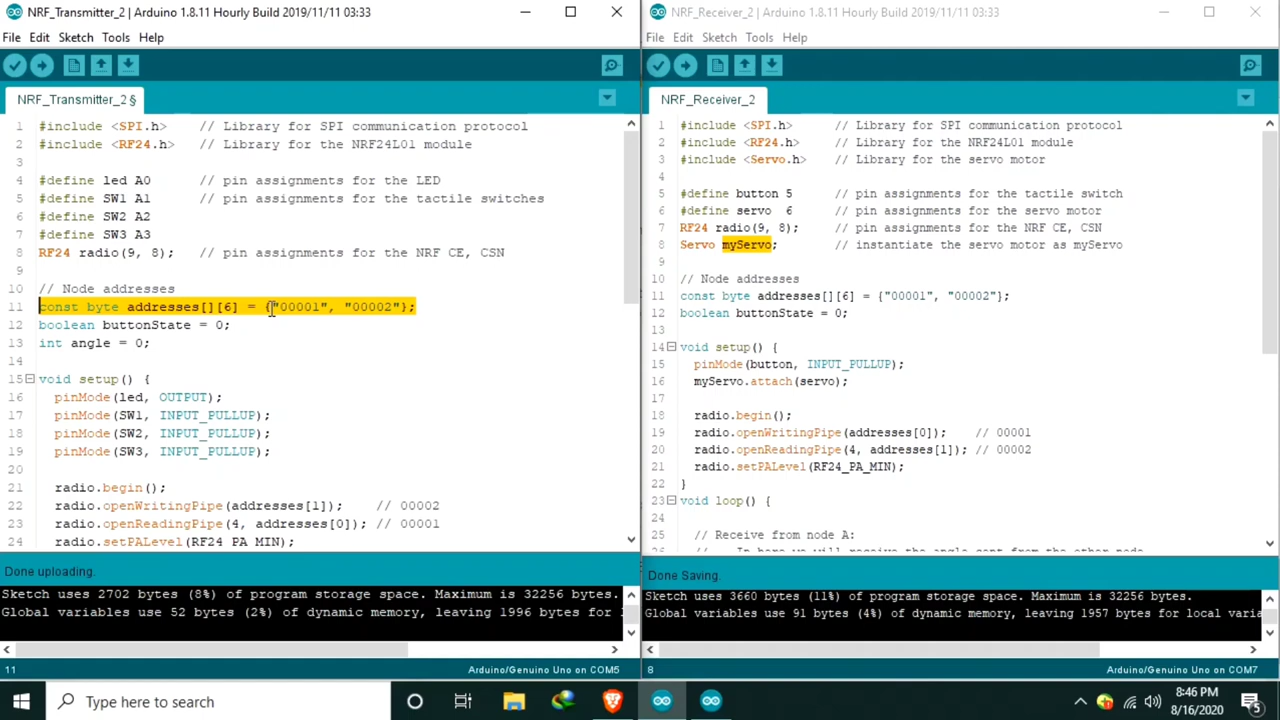 NRF_Transmitter_2 | Arduino 1.8.11 Hourly Build 2019/11/11 03:33
File Edit Sketch Tools Help
NRF_Transmitter_2 §
1 #include <SPI.h> // Library for SPI communication protocol
2 #include <RF24.h> // Library for the NRF24L01 module
3
4 #define led A0 // pin assignments for the LED
5 #define SW1 A1 // pin assignments for the tactile switches
6 #define SW2 A2
7 #define SW3 A3
8 RF24 radio(9, 8); // pin assignments for the NRF CE, CSN
9
10 // Node addresses
11 const byte addresses[][6] = {"00001", "00002"};
12 boolean buttonState = 0;
13 int angle = 0;
14
15 void setup() {
16 pinMode(led, OUTPUT);
17 pinMode(SW1, INPUT_PULLUP);
18 pinMode(SW2, INPUT_PULLUP);
19 pinMode(SW3, INPUT_PULLUP);
20
21 radio.begin();
22 radio.openWritingPipe(addresses[1]); // 00002
23 radio.openReadingPipe(4, addresses[0]); // 00001
24 radio.setPALevel(RF24_PA_MIN);
Done uploading.
Sketch uses 2702 bytes (8%) of program storage space. Maximum is 32256 bytes.
Global variables use 52 bytes (2%) of dynamic memory, leaving 1996 bytes for
11 Arduino/Genuino Uno on COM5
NRF_Receiver_2 | Arduino 1.8.11 Hourly Build 2019/11/11 03:33
File Edit Sketch Tools Help
NRF_Receiver_2
1 #include <SPI.h> // Library for SPI communication protocol
2 #include <RF24.h> // Library for the NRF24L01 module
3 #include <Servo.h> // Library for the servo motor
4
5 #define button 5 // pin assignments for the tactile switch
6 #define servo 6 // pin assignments for the servo motor
7 RF24 radio(9, 8); // pin assignments for the NRF CE, CSN
8 Servo myServo; // instantiate the servo motor as myServo
9
10 // Node addresses
11 const byte addresses[][6] = {"00001", "00002"};
12 boolean buttonState = 0;
13
14 void setup() {
15 pinMode(button, INPUT_PULLUP);
16 myServo.attach(servo);
17
18 radio.begin();
19 radio.openWritingPipe(addresses[0]); // 00001
20 radio.openReadingPipe(4, addresses[1]); // 00002
21 radio.setPALevel(RF24_PA_MIN);
22 }
23 void loop() {
24
25 // Receive from node A:
26 // In here we will receive the angle sent from the other node
Done Saving.
Sketch uses 3660 bytes (11%) of program storage space. Maximum is 32256 bytes.
Global variables use 91 bytes (4%) of dynamic memory, leaving 1957 bytes for local varia
8 Arduino/Genuino Uno on COM7
Type here to search
8:46 PM
8/16/2020
5